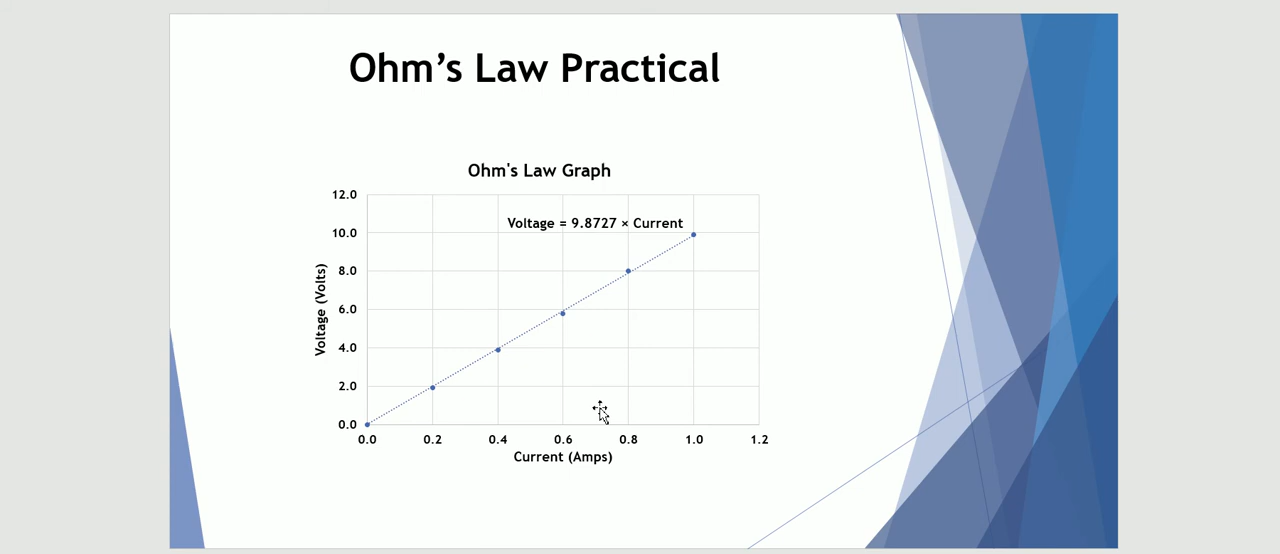 Ohm’s Law Practical
Ohm's Law Graph
12.0
Voltage = 9.8727 × Current
10.0
8.0
6.0
4.0
2.0
0.0
Voltage (Volts)
0.0 0.2 0.4 0.6 0.8 1.0 1.2
Current (Amps)